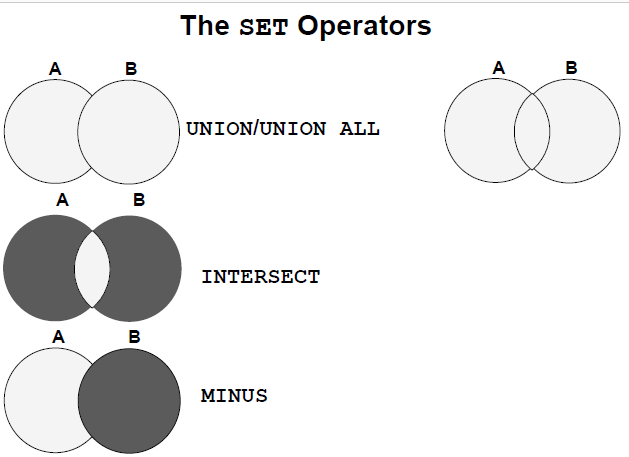 The SET Operators
A B
UNION/UNION ALL
A B
A B
INTERSECT
A B
MINUS